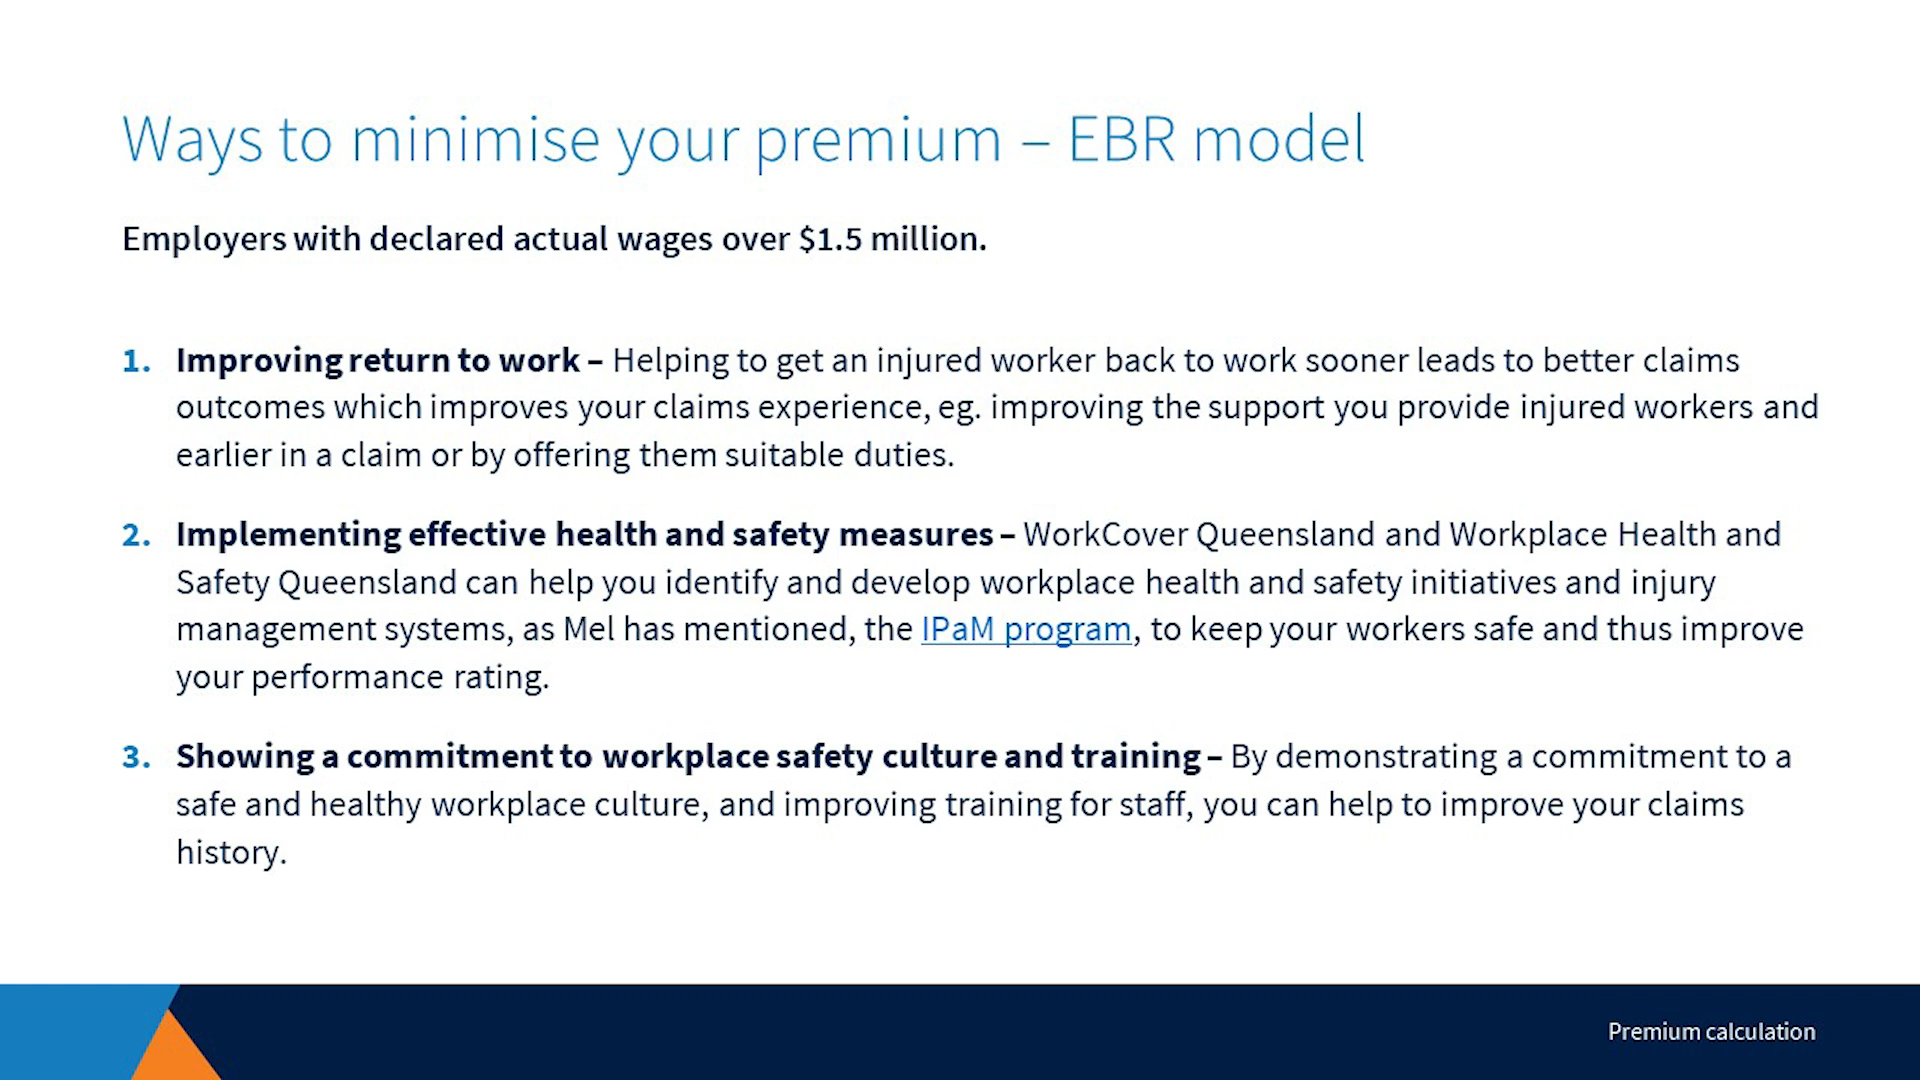 Ways to minimise your premium – EBR model
Employers with declared actual wages over $1.5 million.
1. Improving return to work – Helping to get an injured worker back to work sooner leads to better claims
outcomes which improves your claims experience, eg. improving the support you provide injured workers and
earlier in a claim or by offering them suitable duties.
2. Implementing effective health and safety measures – WorkCover Queensland and Workplace Health and
Safety Queensland can help you identify and develop workplace health and safety initiatives and injury
management systems, as Mel has mentioned, the IPaM program, to keep your workers safe and thus improve
your performance rating.
3. Showing a commitment to workplace safety culture and training – By demonstrating a commitment to a
safe and healthy workplace culture, and improving training for staff, you can help to improve your claims
history.
Premium calculation